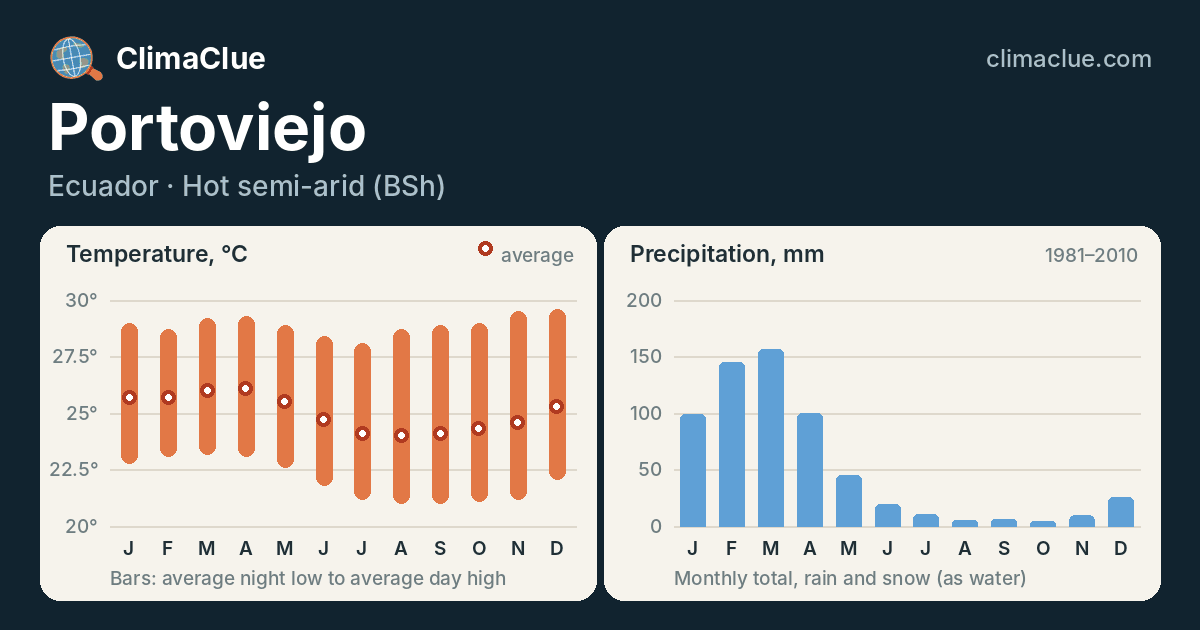 ClimaClue
climaclue.com
Portoviejo
Ecuador · Hot semi-arid (BSh)
Temperature, °C
average
30°
27.5°
25°
22.5°
20°
J F M A M J J A S O N D
Bars: average night low to average day high
Precipitation, mm
1981–2010
200
150
100
50
0
J F M A M J J A S O N D
Monthly total, rain and snow (as water)